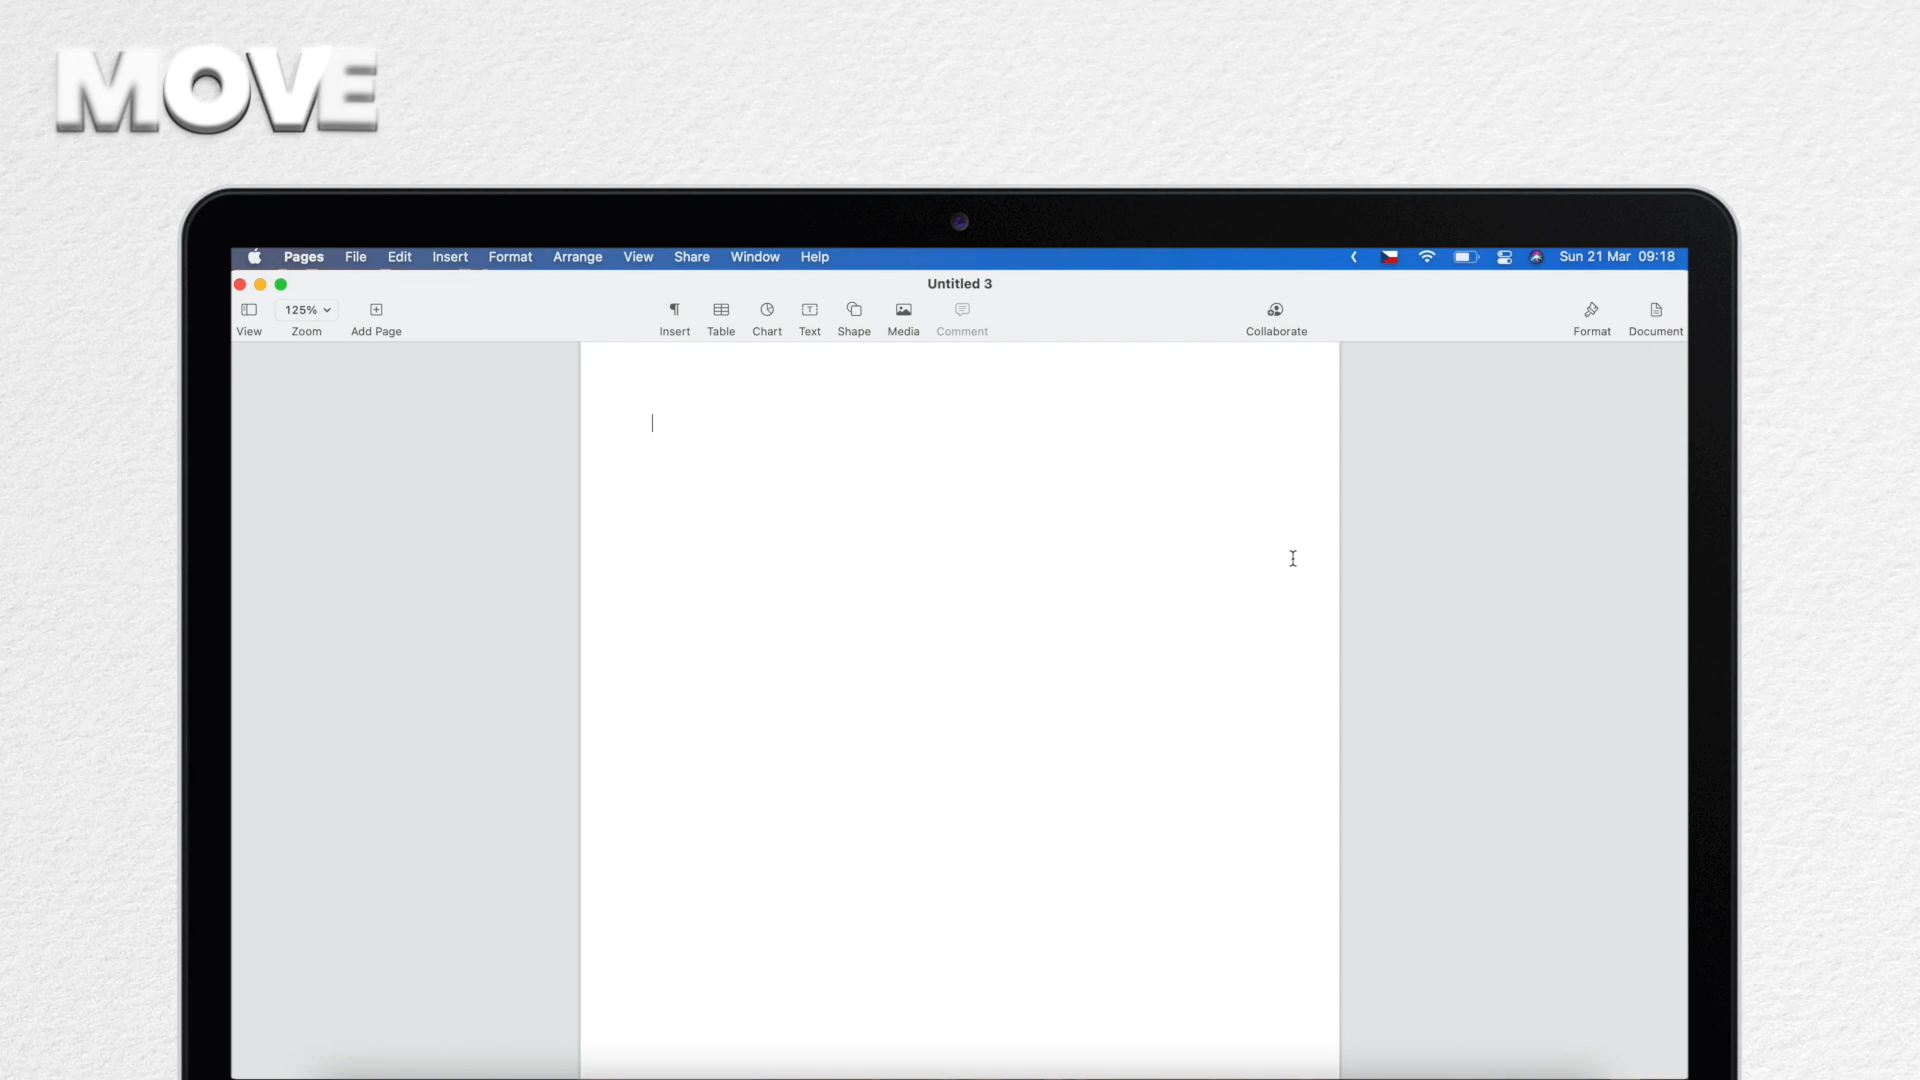 MOVE
Pages File Edit Insert Format Arrange View Share Window Help Sun 21 Mar 09:18
Untitled 3
125%
View Zoom Add Page Insert Table Chart Text Shape Media Comment Collaborate Format Document